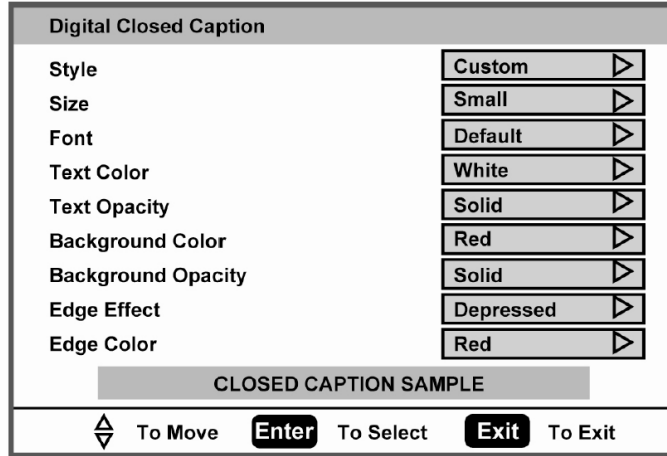 Digital Closed Caption
Style Custom
Size Small
Font Default
Text Color White
Text Opacity Solid
Background Color Red
Background Opacity Solid
Edge Effect Depressed
Edge Color Red
CLOSED CAPTION SAMPLE
To Move Enter To Select Exit To Exit